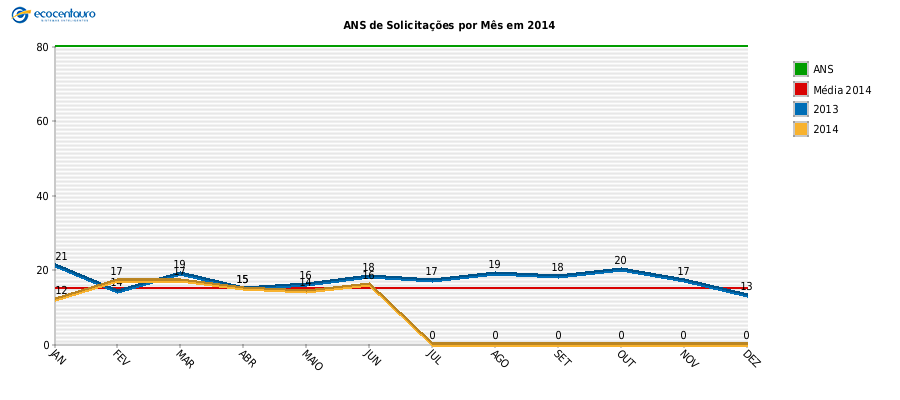 ecocentauro
ANS de Solicitações por Mês em 2014
80
60
40
20
0
21
12
17
14
19
17
15
15
16
14
18
16
17
0
19
0
18
0
20
0
17
0
13
0
JAN
FEV
MAR
ABR
MAIO
JUN
JUL
AGO
SET
OUT
NOV
DEZ
ANS
Média 2014
2013
2014